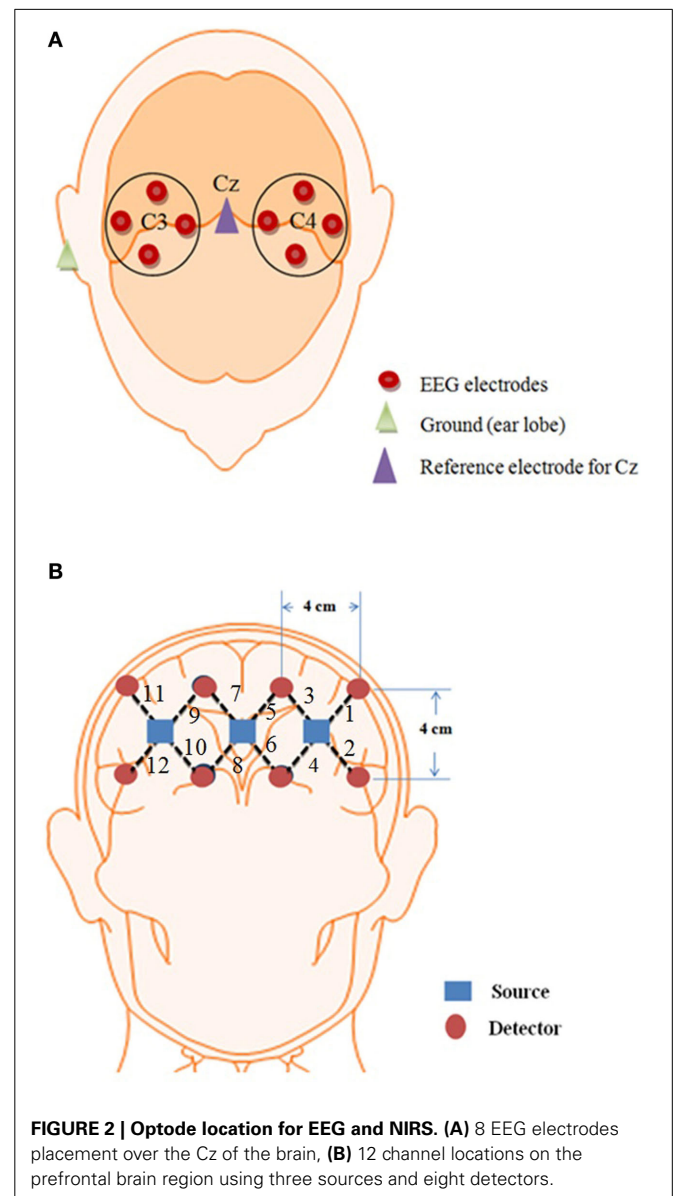 A
Cz
C3
C4
EEG electrodes
Ground (ear lobe)
Reference electrode for Cz
B
4 cm
11
7
3
9
5
1
4 cm
10
6
2
12
8
4
Source
Detector
FIGURE 2 | Optode location for EEG and NIRS. (A) 8 EEG electrodes
placement over the Cz of the brain, (B) 12 channel locations on the
prefrontal brain region using three sources and eight detectors.